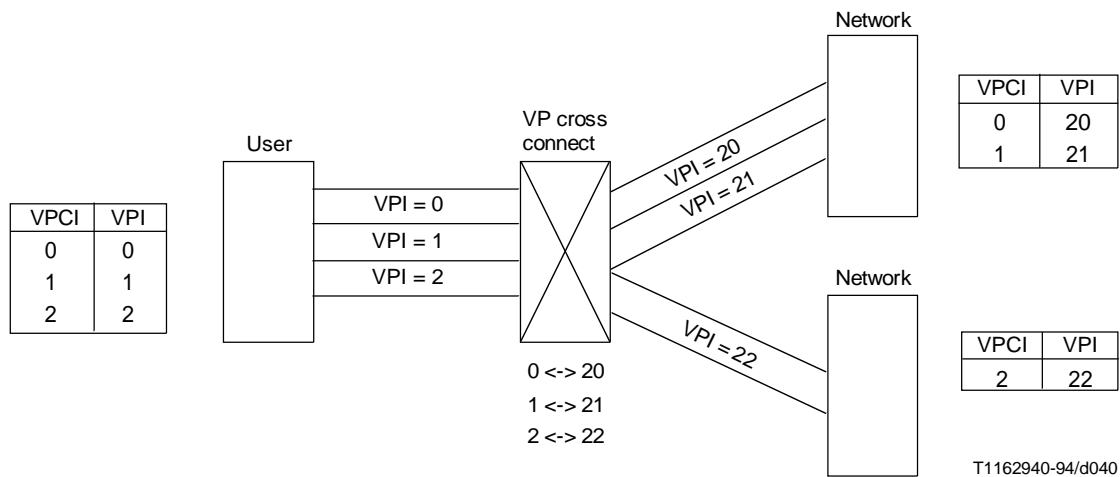 Network
VPCI VPI
0 20
1 21
VP cross
connect
User
VPI = 20
VPI = 21
VPCI VPI
0 0
1 1
2 2
VPI = 0
VPI = 1
VPI = 2
Network
VPI = 22
VPCI VPI
2 22
0 <-> 20
1 <-> 21
2 <-> 22
T1162940-94/d040